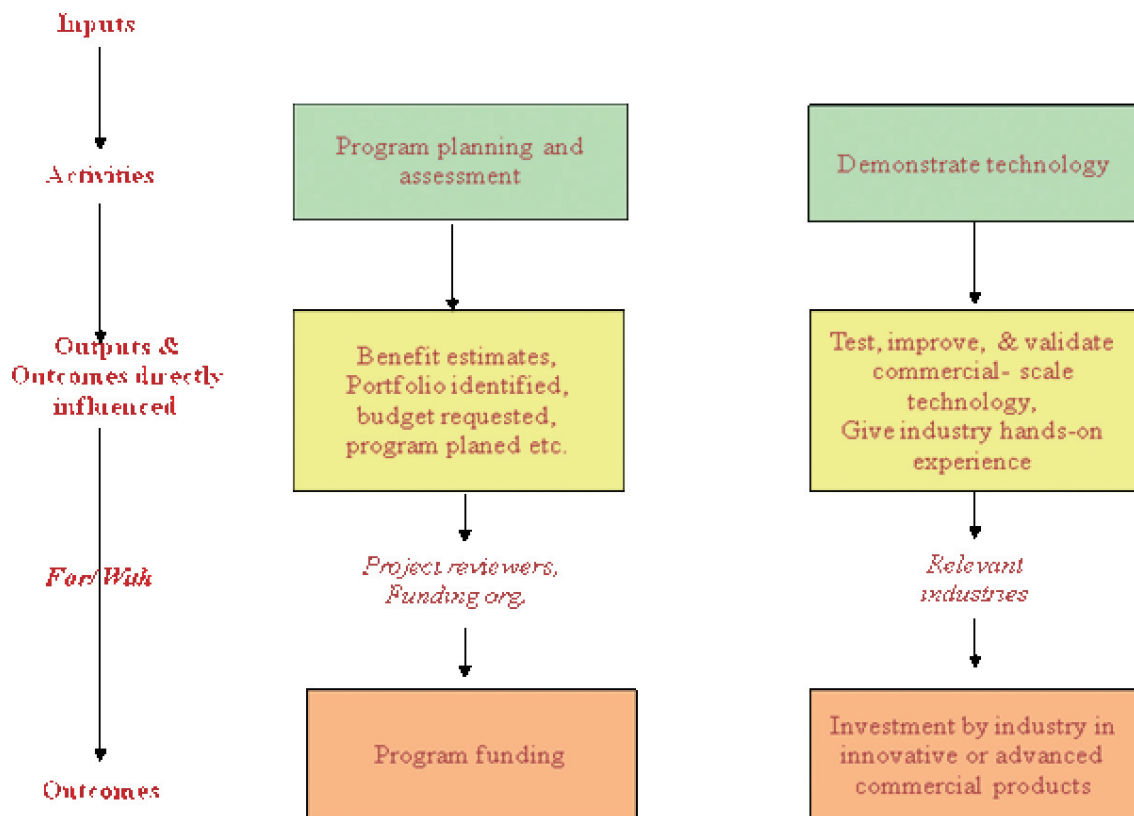 Inputs
Activities
Outputs &
Outcomes directly
influenced
For/With
Outcomes
Program planning and
assessment
Benefit estimates,
Portfolio identified,
budget requested,
program planed etc.
Project reviewers,
Funding org.
Program funding
Demonstrate technology
Test, improve, & validate
commercial- scale
technology,
Give industry hands-on
experience
Relevant
industries
Investment by industry in
innovative or advanced
commercial products